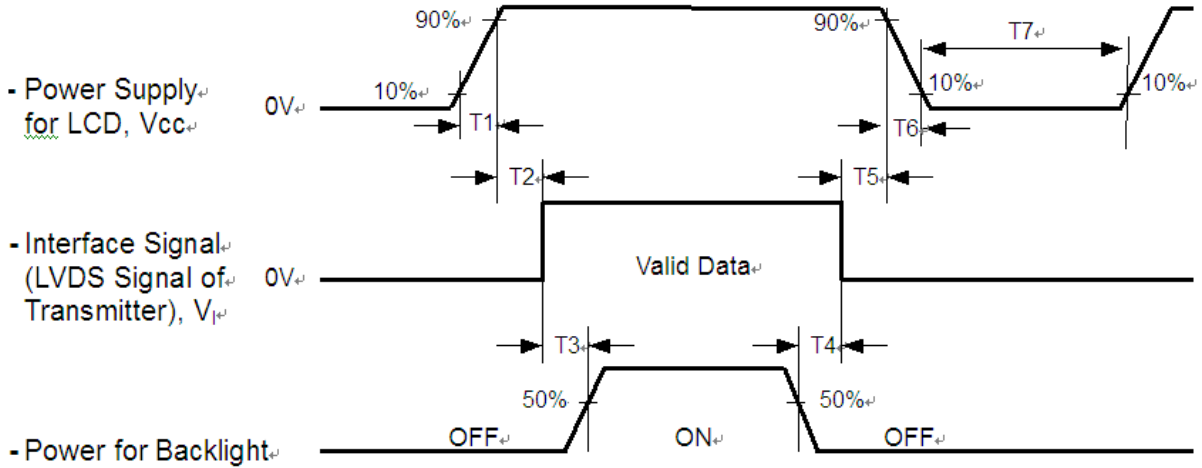 90%
90%
T7
- Power Supply
for LCD, Vcc
0V
10%
10%
10%
T1
T6
T2
T5
- Interface Signal
(LVDS Signal of
Transmitter), VI
0V
Valid Data
T3
T4
50%
50%
- Power for Backlight
OFF
ON
OFF